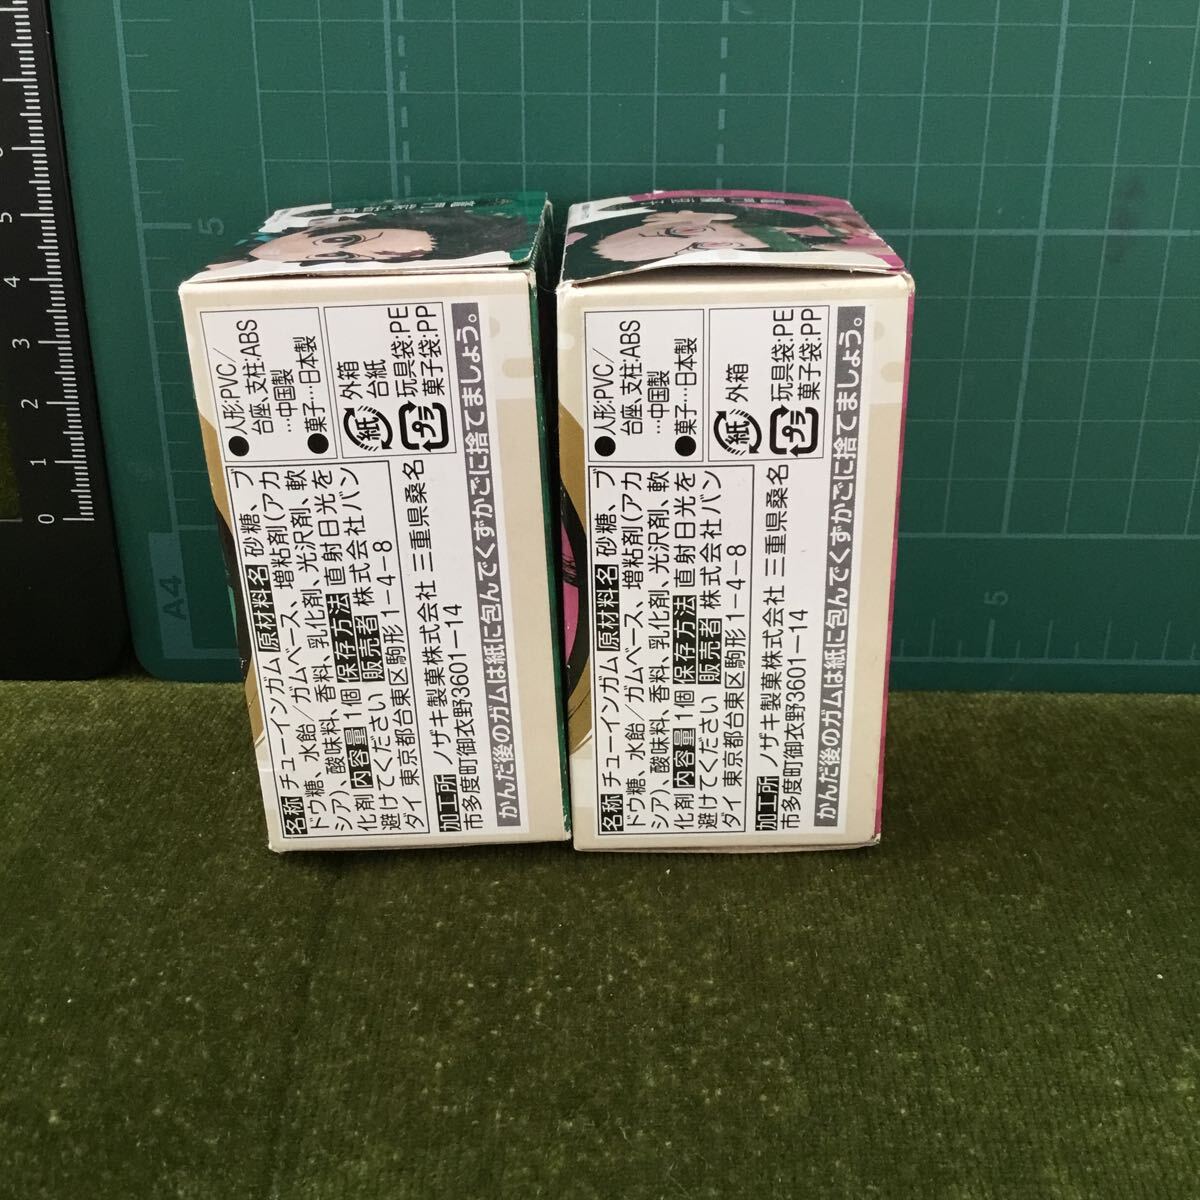 ●人形:PVC/
台座、支柱:ABS
…中国製
●菓子…日本製
紙
外箱
台紙
プラ
玩具袋:PE
菓子袋:PP
名称 チューインガム 原材料名 砂糖、ブ
ドウ糖、水飴/ガムベース、増粘剤(アカ
シア)、酸味料、香料、乳化剤、光沢剤、軟
化剤 内容量 1個 保存方法 直射日光を
避けてください 販売者 株式会社バン
ダイ 東京都台東区駒形1-4-8
加工所 ノザキ製菓株式会社 三重県桑名
市多度町御衣野3601-14
かんだ後のガムは紙に包んでくずかごに捨てましょう。
●人形:PVC/
台座、支柱:ABS
…中国製
●菓子…日本製
紙
外箱
プラ
玩具袋:PE
菓子袋:PP
名称 チューインガム 原材料名 砂糖、ブ
ドウ糖、水飴/ガムベース、増粘剤(アカ
シア)、酸味料、香料、乳化剤、光沢剤、軟
化剤 内容量 1個 保存方法 直射日光を
避けてください 販売者 株式会社バン
ダイ 東京都台東区駒形1-4-8
加工所 ノザキ製菓株式会社 三重県桑名
市多度町御衣野3601-14
かんだ後のガムは紙に包んでくずかごに捨てましょう。
5
4
3
2
1
0
5
A4
5